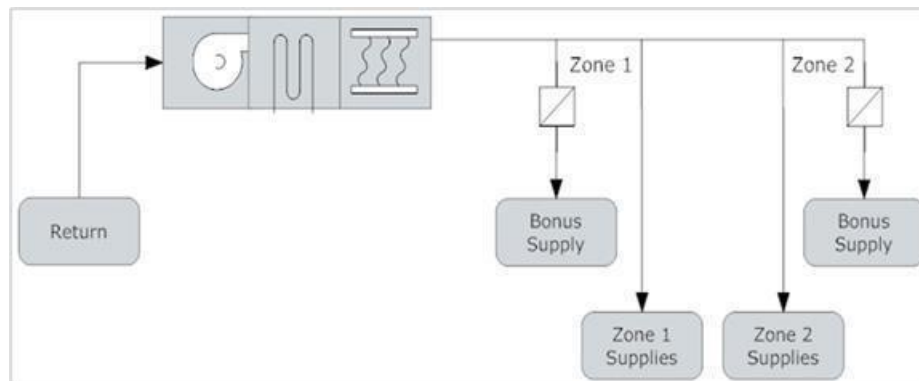 Zone 1
Zone 2
Return
Bonus
Supply
Bonus
Supply
Zone 1
Supplies
Zone 2
Supplies